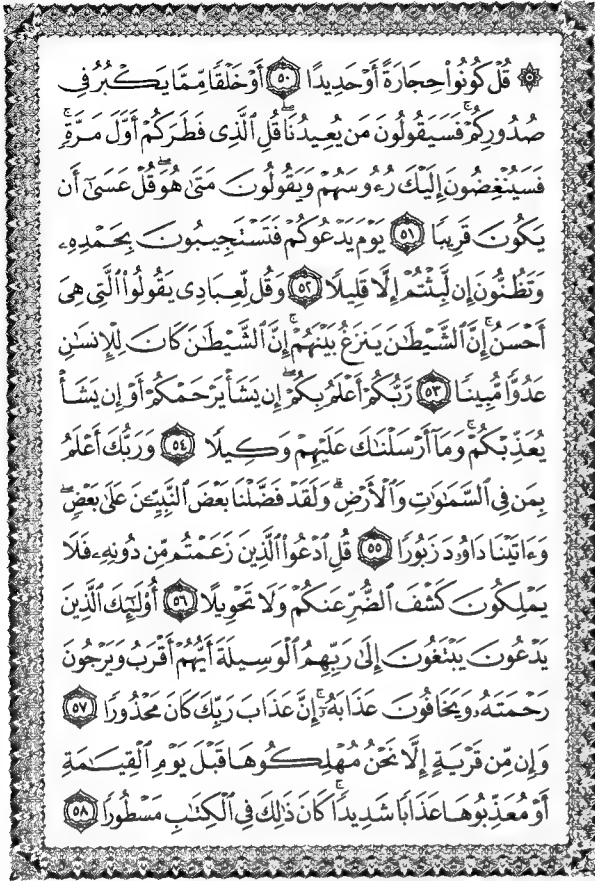 ۞ قُلْ كُونُوا۟ حِجَارَةً أَوْ حَدِيدًا ٥٠ أَوْ خَلْقًا مِّمَّا يَكْبُرُ فِى
صُدُورِكُمْ ۚ فَسَيَقُولُونَ مَن يُعِيدُنَا ۖ قُلِ ٱلَّذِى فَطَرَكُمْ أَوَّلَ مَرَّةٍ ۚ
فَسَيُنْغِضُونَ إِلَيْكَ رُءُوسَهُمْ وَيَقُولُونَ مَتَىٰ هُوَ ۖ قُلْ عَسَىٰٓ أَن
يَكُونَ قَرِيبًا ٥١ يَوْمَ يَدْعُوكُمْ فَتَسْتَجِيبُونَ بِحَمْدِهِۦ
وَتَظُنُّونَ إِن لَّبِثْتُمْ إِلَّا قَلِيلًا ٥٢ وَقُل لِّعِبَادِى يَقُولُوا۟ ٱلَّتِى هِىَ
أَحْسَنُ ۚ إِنَّ ٱلشَّيْطَـٰنَ يَنزَغُ بَيْنَهُمْ ۚ إِنَّ ٱلشَّيْطَـٰنَ كَانَ لِلْإِنسَـٰنِ
عَدُوًّا مُّبِينًا ٥٣ رَّبُّكُمْ أَعْلَمُ بِكُمْ ۖ إِن يَشَأْ يَرْحَمْكُمْ أَوْ إِن يَشَأْ
يُعَذِّبْكُمْ ۚ وَمَآ أَرْسَلْنَـٰكَ عَلَيْهِمْ وَكِيلًا ٥٤ وَرَبُّكَ أَعْلَمُ
بِمَن فِى ٱلسَّمَـٰوَٰتِ وَٱلْأَرْضِ ۗ وَلَقَدْ فَضَّلْنَا بَعْضَ ٱلنَّبِيِّـۧنَ عَلَىٰ بَعْضٍ ۖ
وَءَاتَيْنَا دَاوُۥدَ زَبُورًا ٥٥ قُلِ ٱدْعُوا۟ ٱلَّذِينَ زَعَمْتُم مِّن دُونِهِۦ فَلَا
يَمْلِكُونَ كَشْفَ ٱلضُّرِّ عَنكُمْ وَلَا تَحْوِيلًا ٥٦ أُو۟لَـٰٓئِكَ ٱلَّذِينَ
يَدْعُونَ يَبْتَغُونَ إِلَىٰ رَبِّهِمُ ٱلْوَسِيلَةَ أَيُّهُمْ أَقْرَبُ وَيَرْجُونَ
رَحْمَتَهُۥ وَيَخَافُونَ عَذَابَهُۥٓ ۚ إِنَّ عَذَابَ رَبِّكَ كَانَ مَحْذُورًا ٥٧
وَإِن مِّن قَرْيَةٍ إِلَّا نَحْنُ مُهْلِكُوهَا قَبْلَ يَوْمِ ٱلْقِيَـٰمَةِ
أَوْ مُعَذِّبُوهَا عَذَابًا شَدِيدًا ۚ كَانَ ذَٰلِكَ فِى ٱلْكِتَـٰبِ مَسْطُورًا ٥٨